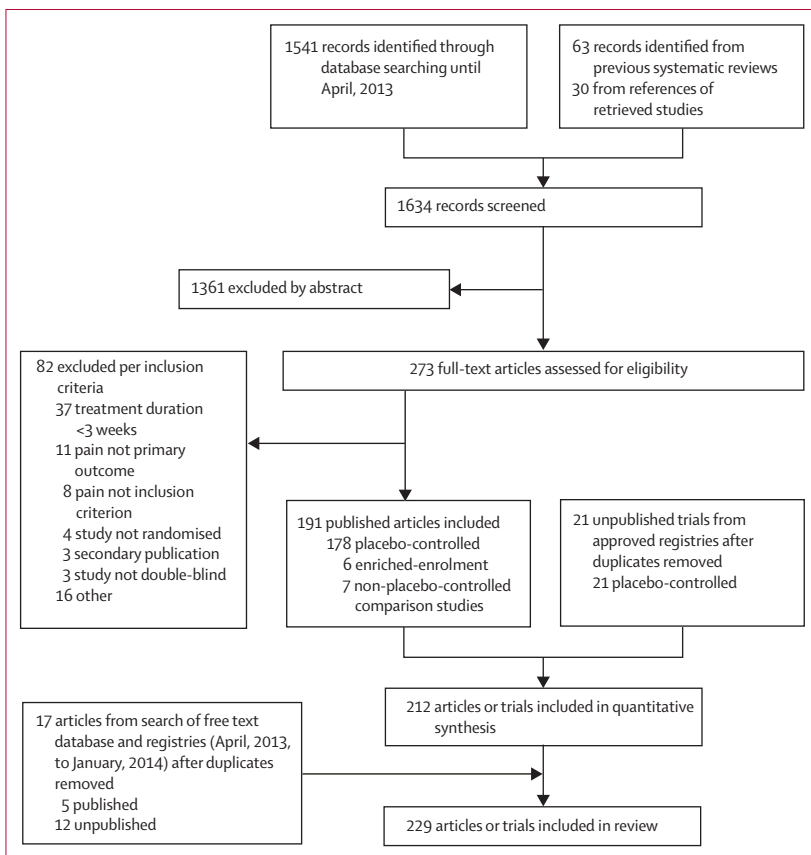 1541 records identified through
database searching until
April, 2013
63 records identified from
previous systematic reviews
30 from references of
retrieved studies
1634 records screened
1361 excluded by abstract
273 full-text articles assessed for eligibility
82 excluded per inclusion
criteria
37 treatment duration
<3 weeks
11 pain not primary
outcome
8 pain not inclusion
criterion
4 study not randomised
3 secondary publication
3 study not double-blind
16 other
191 published articles included
178 placebo-controlled
6 enriched-enrolment
7 non-placebo-controlled
comparison studies
21 unpublished trials from
approved registries after
duplicates removed
21 placebo-controlled
212 articles or trials included in quantitative
synthesis
17 articles from search of free text
database and registries (April, 2013,
to January, 2014) after duplicates
removed
5 published
12 unpublished
229 articles or trials included in review